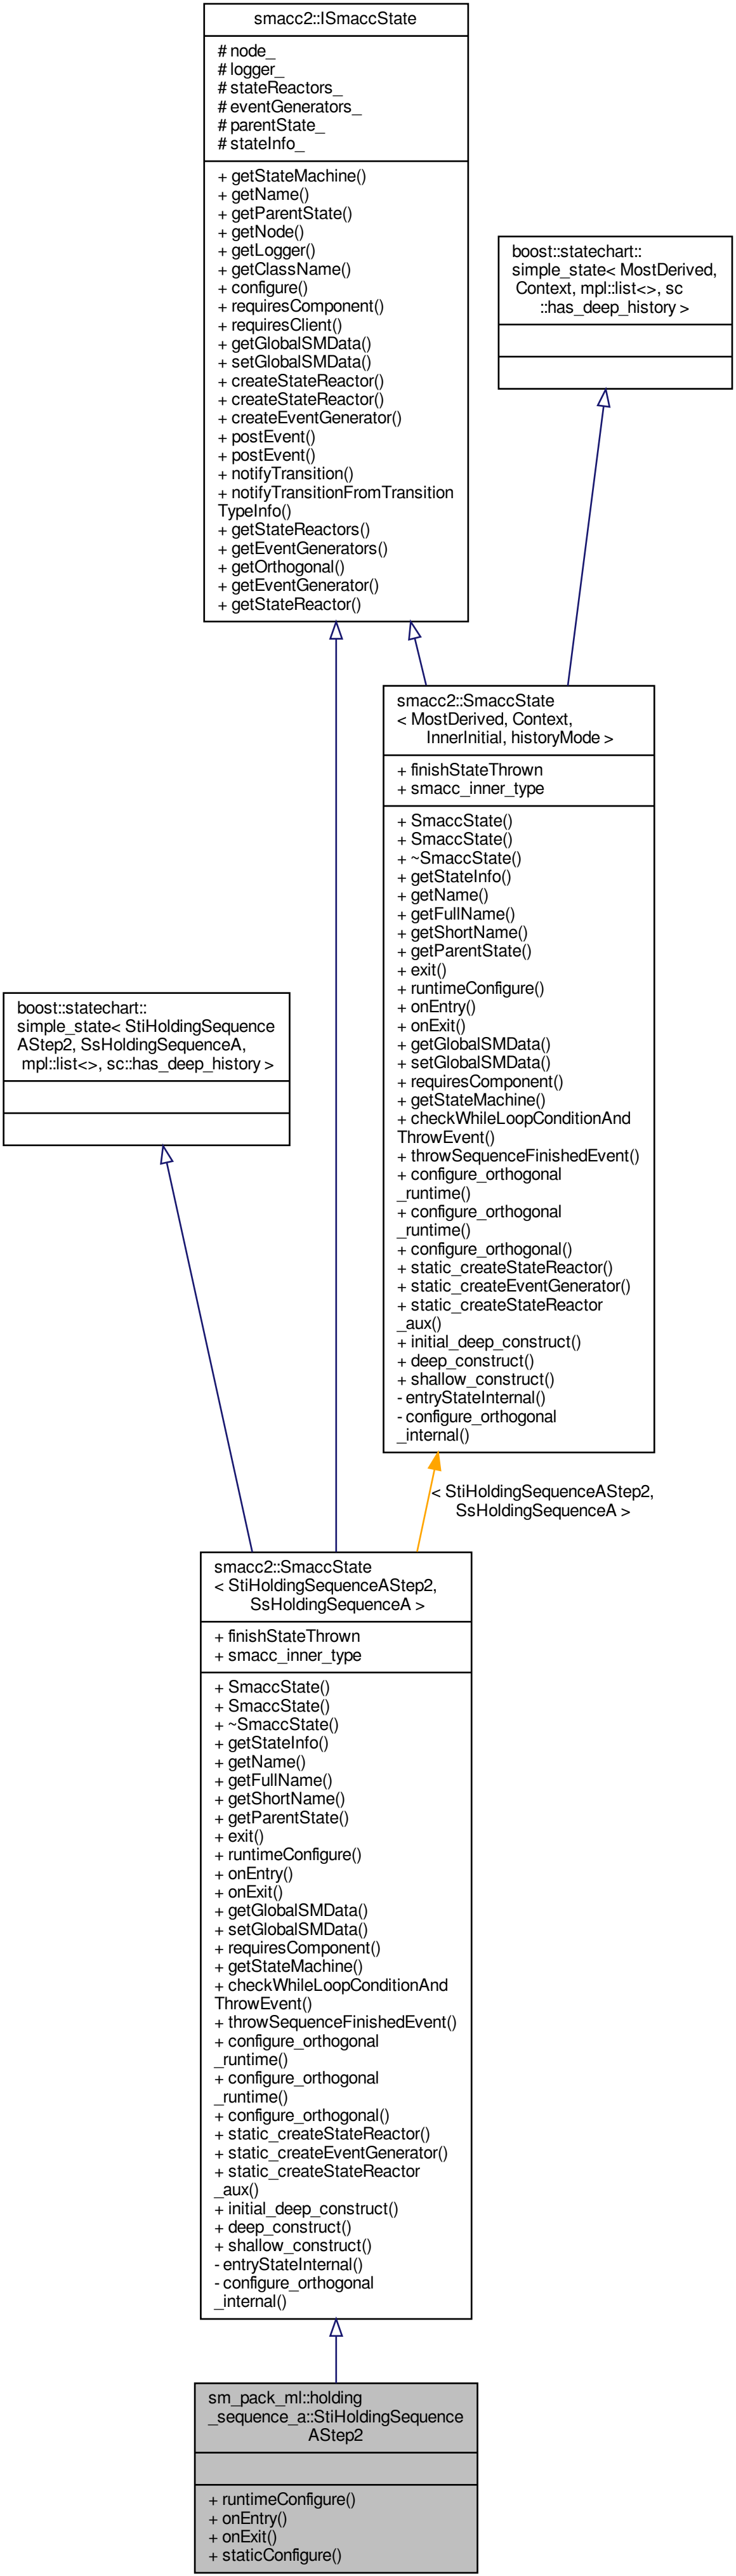 smacc2::ISmaccState
# node_
# logger_
# stateReactors_
# eventGenerators_
# parentState_
# stateInfo_
+ getStateMachine()
+ getName()
+ getParentState()
+ getNode()
+ getLogger()
+ getClassName()
+ configure()
+ requiresComponent()
+ requiresClient()
+ getGlobalSMData()
+ setGlobalSMData()
+ createStateReactor()
+ createStateReactor()
+ createEventGenerator()
+ postEvent()
+ postEvent()
+ notifyTransition()
+ notifyTransitionFromTransition
TypeInfo()
+ getStateReactors()
+ getEventGenerators()
+ getOrthogonal()
+ getEventGenerator()
+ getStateReactor()
boost::statechart::
simple_state< MostDerived,
Context, mpl::list<>, sc
::has_deep_history >
smacc2::SmaccState
< MostDerived, Context,
InnerInitial, historyMode >
+ finishStateThrown
+ smacc_inner_type
+ SmaccState()
+ SmaccState()
+ ~SmaccState()
+ getStateInfo()
+ getName()
+ getFullName()
+ getShortName()
+ getParentState()
+ exit()
+ runtimeConfigure()
+ onEntry()
+ onExit()
+ getGlobalSMData()
+ setGlobalSMData()
+ requiresComponent()
+ getStateMachine()
+ checkWhileLoopConditionAnd
ThrowEvent()
+ throwSequenceFinishedEvent()
+ configure_orthogonal
_runtime()
+ configure_orthogonal
_runtime()
+ configure_orthogonal()
+ static_createStateReactor()
+ static_createEventGenerator()
+ static_createStateReactor
_aux()
+ initial_deep_construct()
+ deep_construct()
+ shallow_construct()
- entryStateInternal()
- configure_orthogonal
_internal()
boost::statechart::
simple_state< StiHoldingSequence
AStep2, SsHoldingSequenceA,
mpl::list<>, sc::has_deep_history >
< StiHoldingSequenceAStep2,
SsHoldingSequenceA >
smacc2::SmaccState
< StiHoldingSequenceAStep2,
SsHoldingSequenceA >
+ finishStateThrown
+ smacc_inner_type
+ SmaccState()
+ SmaccState()
+ ~SmaccState()
+ getStateInfo()
+ getName()
+ getFullName()
+ getShortName()
+ getParentState()
+ exit()
+ runtimeConfigure()
+ onEntry()
+ onExit()
+ getGlobalSMData()
+ setGlobalSMData()
+ requiresComponent()
+ getStateMachine()
+ checkWhileLoopConditionAnd
ThrowEvent()
+ throwSequenceFinishedEvent()
+ configure_orthogonal
_runtime()
+ configure_orthogonal
_runtime()
+ configure_orthogonal()
+ static_createStateReactor()
+ static_createEventGenerator()
+ static_createStateReactor
_aux()
+ initial_deep_construct()
+ deep_construct()
+ shallow_construct()
- entryStateInternal()
- configure_orthogonal
_internal()
sm_pack_ml::holding
_sequence_a::StiHoldingSequence
AStep2
+ runtimeConfigure()
+ onEntry()
+ onExit()
+ staticConfigure()